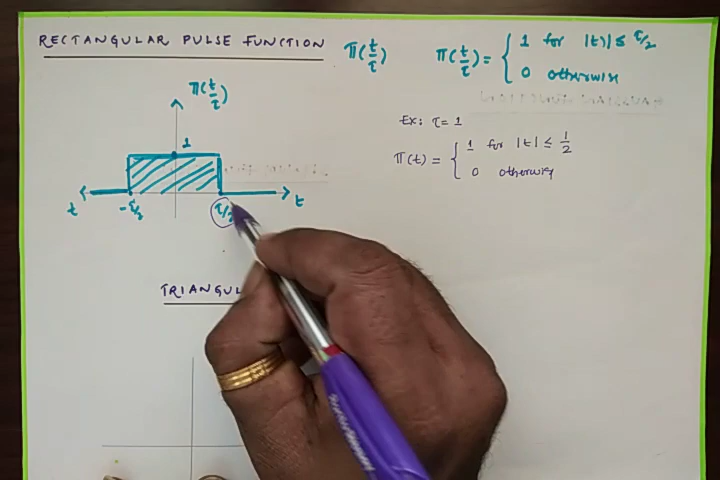 RECTANGULAR PULSE FUNCTION π(t/τ)
π(t/τ) = { 1 for |t| ≤ τ/2
0 otherwise
π(t/τ)
Ex: τ = 1
π(t) = { 1 for |t| ≤ 1/2
0 otherwise
1
t
-τ/2
τ/2
t